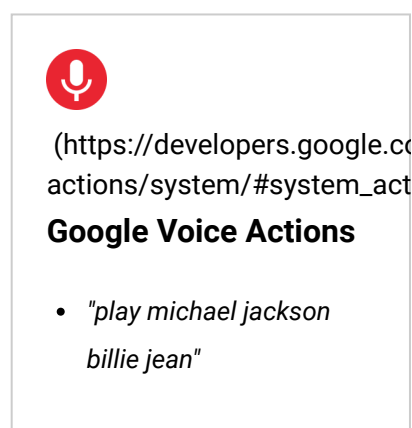 (https://developers.google.co
actions/system/#system_act
Google Voice Actions
• "play michael jackson
billie jean"